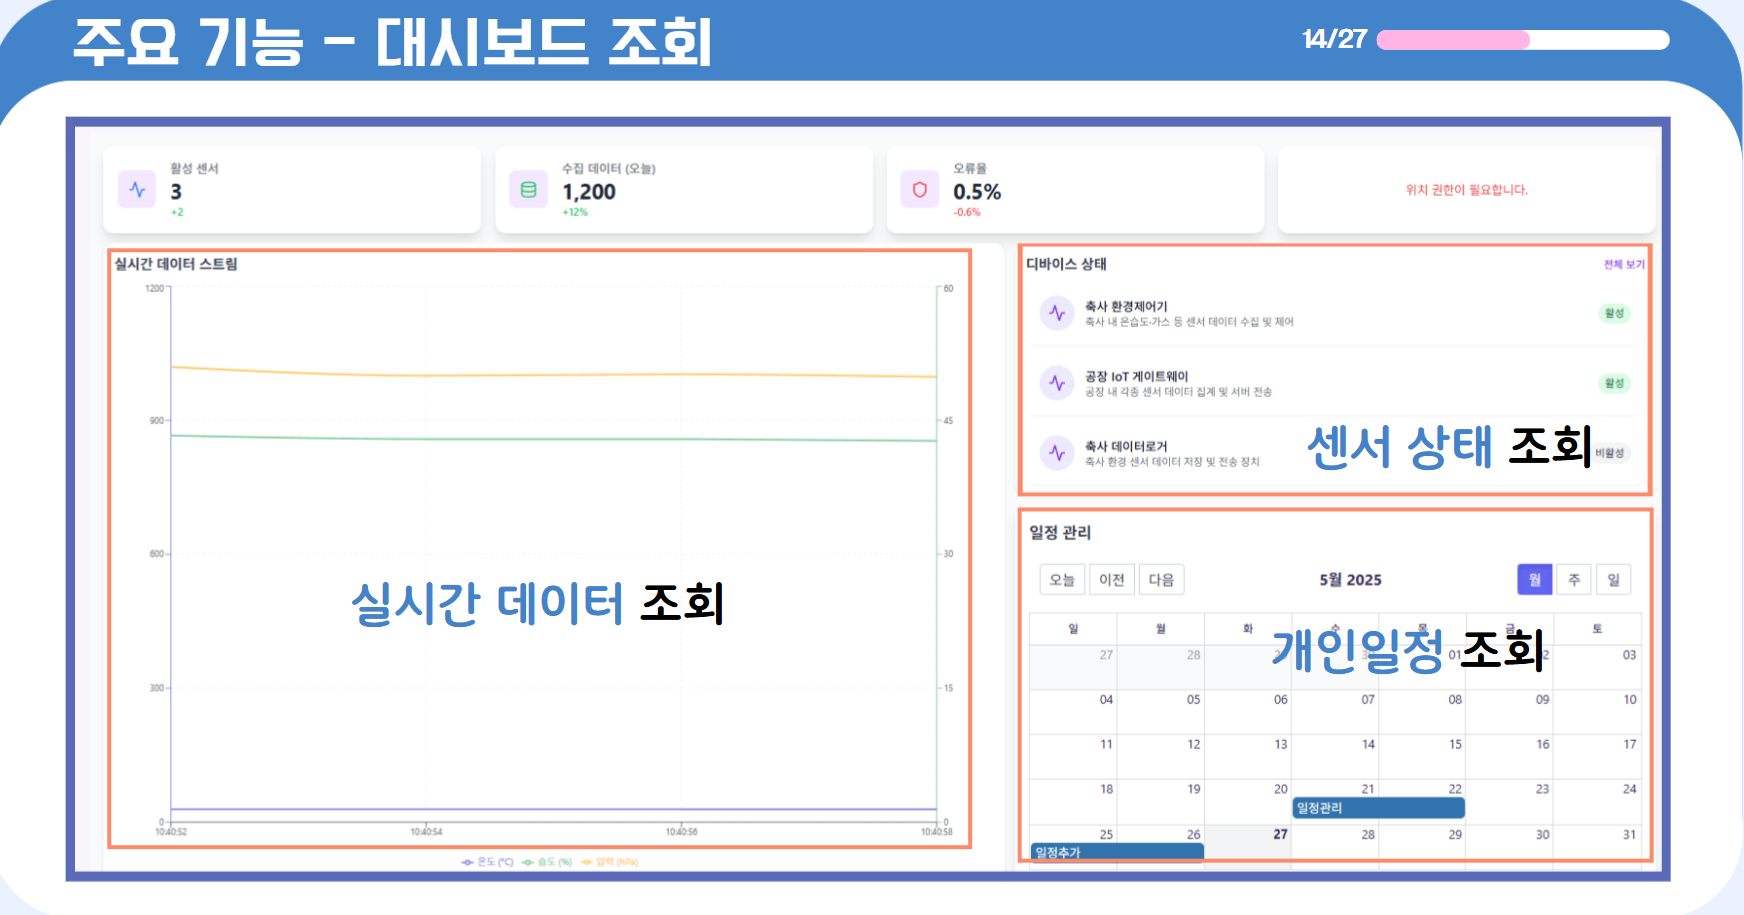 주요 기능 - 대시보드 조회
14/27
활성 센서
3
+2
수집 데이터 (오늘)
1,200
+12%
오류율
0.5%
-0.6%
위치 권한이 필요합니다.
실시간 데이터 스트림
1200
900
600
300
0
60
45
30
15
0
10:40:52
10:40:54
10:40:56
10:40:58
온도 (°C) 습도 (%) 압력 (hPa)
실시간 데이터 조회
디바이스 상태
전체 보기
축사 환경제어기
축사 내 온습도·가스 등 센서 데이터 수집 및 제어
활성
공장 IoT 게이트웨이
공장 내 각종 센서 데이터 집계 및 서버 전송
활성
축사 데이터로거
축사 환경 센서 데이터 저장 및 전송 장치
비활성
센서 상태 조회
일정 관리
오늘 이전 다음
5월 2025
월 주 일
일 월 화 수 목 금 토
개인일정 조회
27 28 01 03
04 05 06 07 08 09 10
11 12 13 14 15 16 17
18 19 20 21 22 23 24
일정관리
25 26 27 28 29 30 31
일정추가